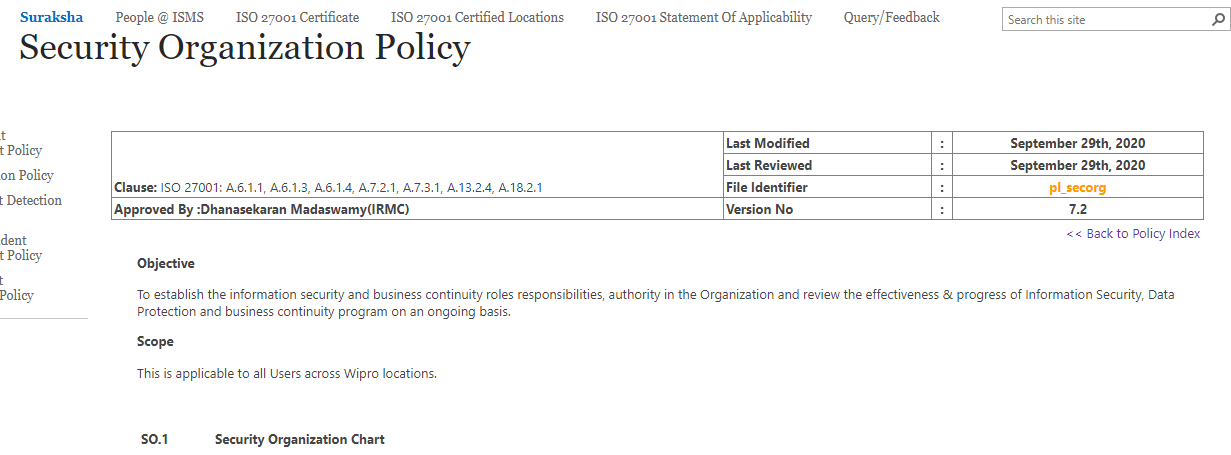 Suraksha People @ ISMS ISO 27001 Certificate ISO 27001 Certified Locations ISO 27001 Statement Of Applicability Query/Feedback Search this site
Security Organization Policy
t
t Policy
on Policy
t Detection
dent
t Policy
t
Policy
Last Modified : September 29th, 2020
Last Reviewed : September 29th, 2020
Clause: ISO 27001: A.6.1.1, A.6.1.3, A.6.1.4, A.7.2.1, A.7.3.1, A.13.2.4, A.18.2.1 File Identifier : pl_secorg
Approved By :Dhanasekaran Madaswamy(IRMC) Version No : 7.2
<< Back to Policy Index
Objective
To establish the information security and business continuity roles responsibilities, authority in the Organization and review the effectiveness & progress of Information Security, Data
Protection and business continuity program on an ongoing basis.
Scope
This is applicable to all Users across Wipro locations.
SO.1 Security Organization Chart